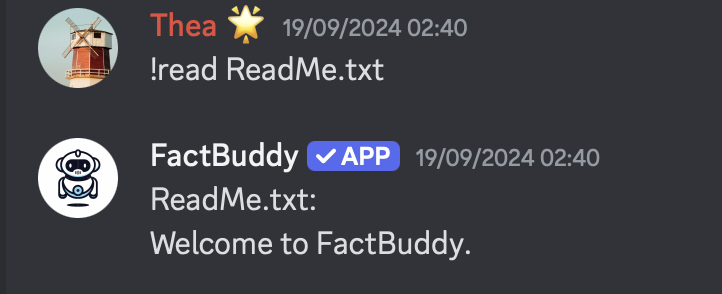 Thea 🌟 19/09/2024 02:40
!read ReadMe.txt
FactBuddy ✓ APP 19/09/2024 02:40
ReadMe.txt:
Welcome to FactBuddy.